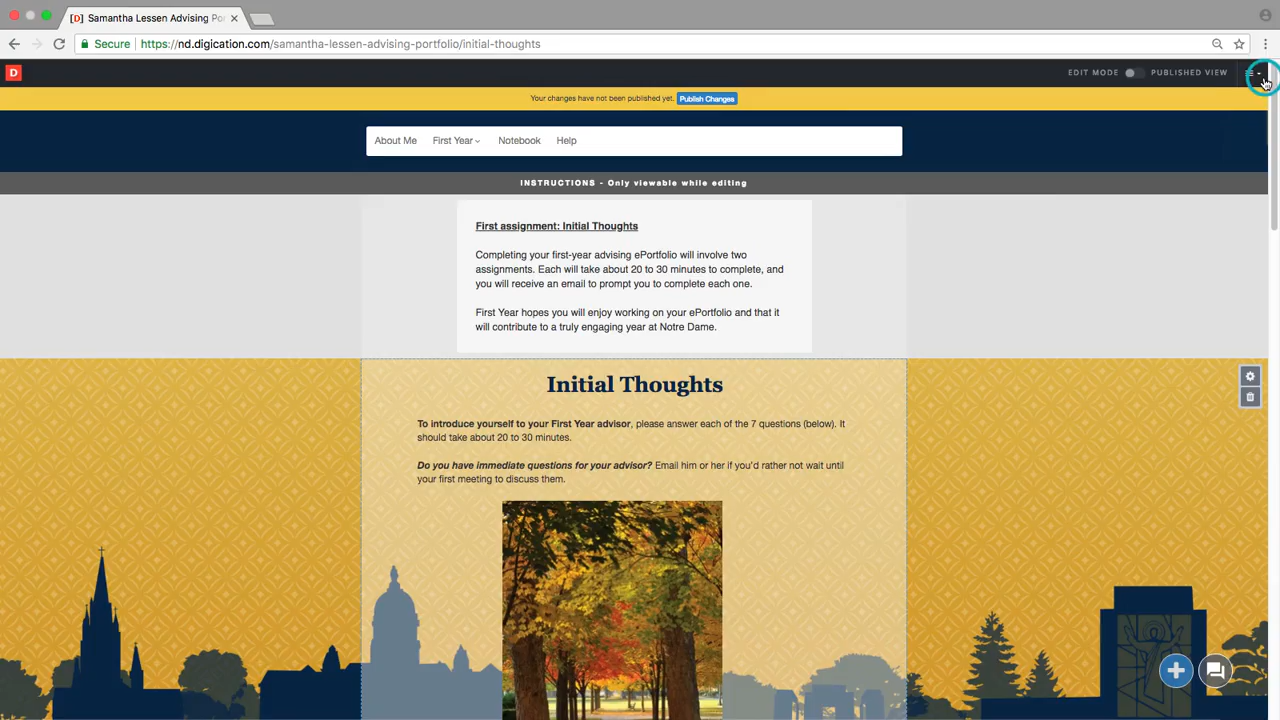 [D] Samantha Lessen Advising Po
Secure
https://nd.digication.com/samantha-lessen-advising-portfolio/initial-thoughts
D
EDIT MODE
PUBLISHED VIEW
Your changes have not been published yet. Publish Changes
About Me First Year Notebook Help
INSTRUCTIONS - Only viewable while editing
First assignment: Initial Thoughts
Completing your first-year advising ePortfolio will involve two
assignments. Each will take about 20 to 30 minutes to complete, and
you will receive an email to prompt you to complete each one.
First Year hopes you will enjoy working on your ePortfolio and that it
will contribute to a truly engaging year at Notre Dame.
Initial Thoughts
To introduce yourself to your First Year advisor, please answer each of the 7 questions (below). It
should take about 20 to 30 minutes.
Do you have immediate questions for your advisor? Email him or her if you'd rather not wait until
your first meeting to discuss them.